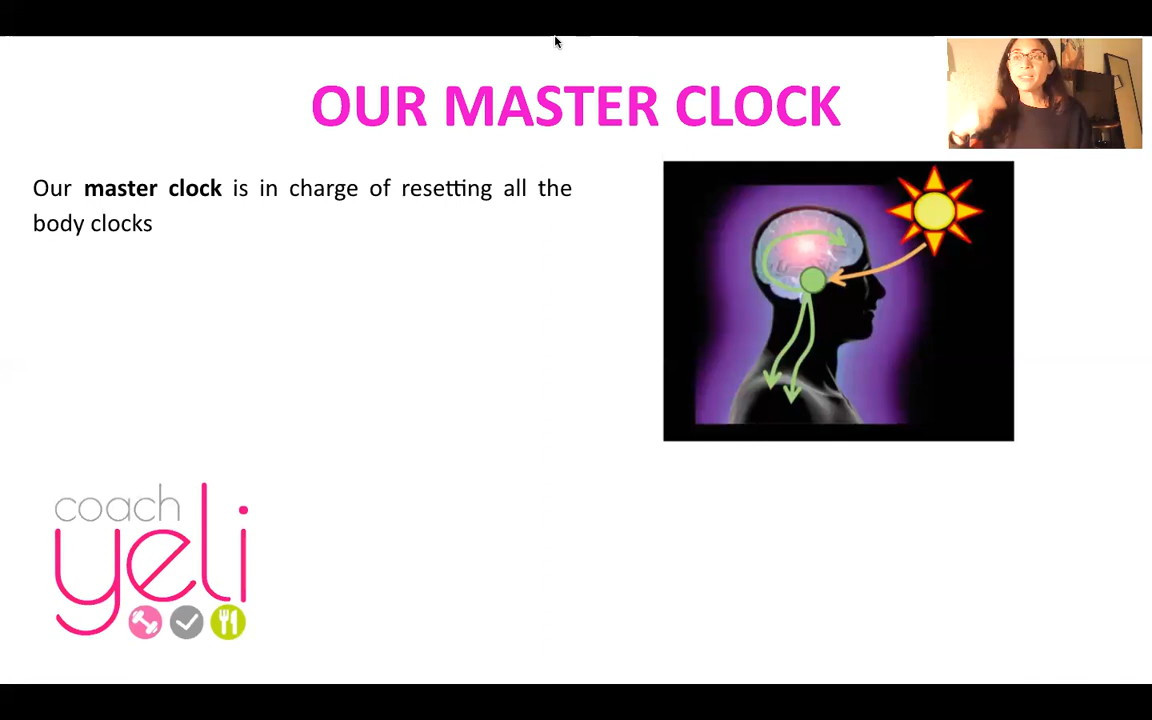 OUR MASTER CLOCK
Our master clock is in charge of resetting all the
body clocks
coach
yeli